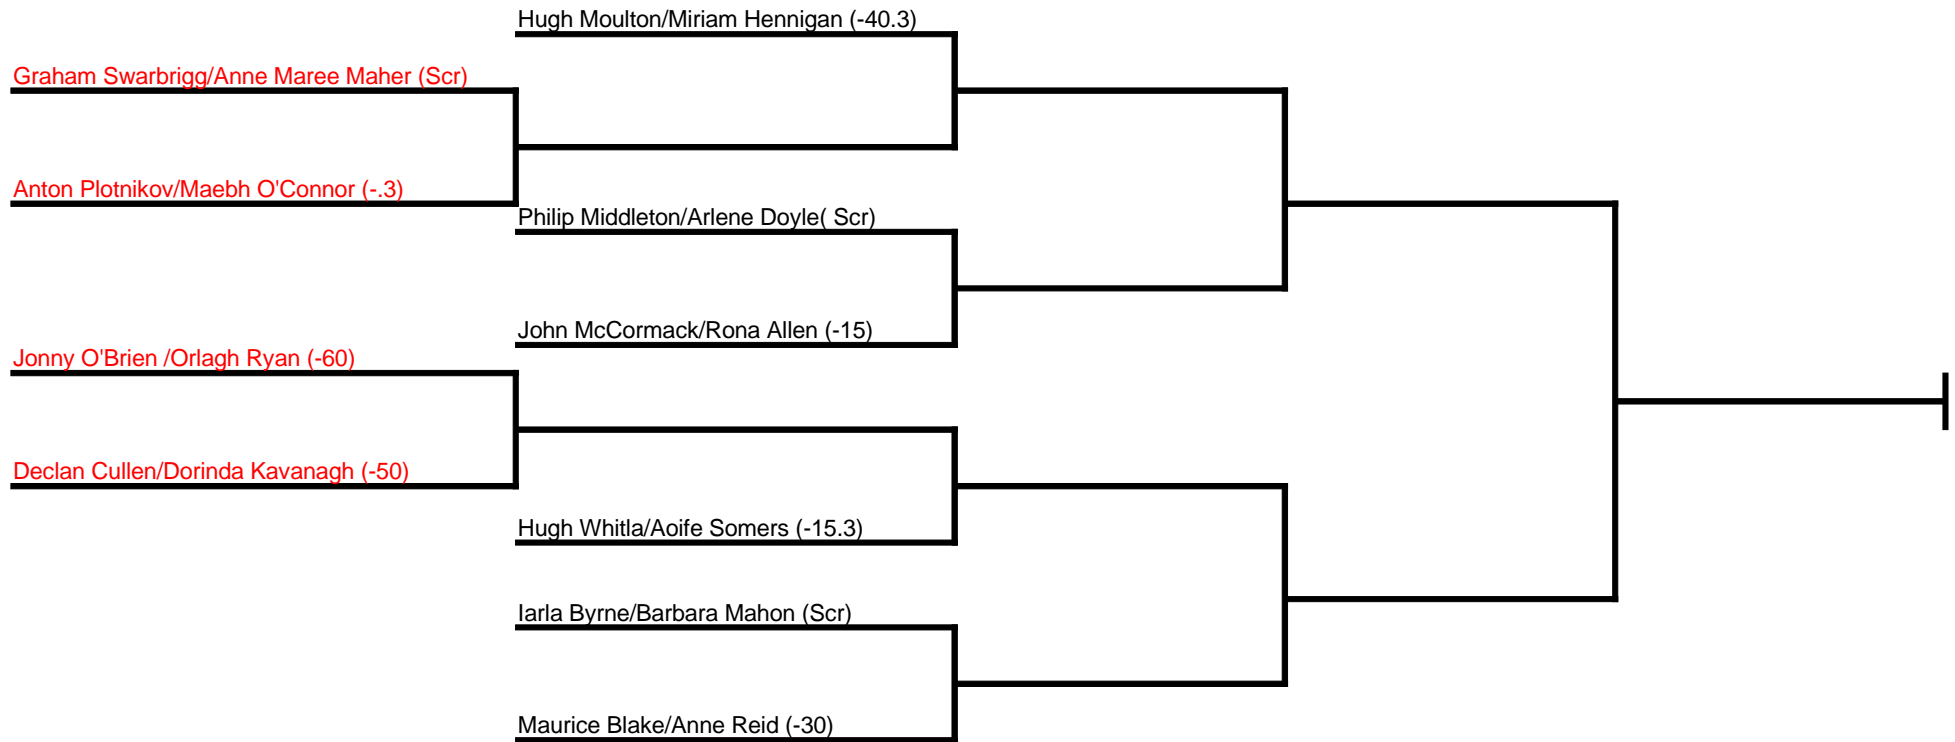 Hugh Moulton/Miriam Hennigan (-40.3)
Graham Swarbrigg/Anne Maree Maher (Scr)
Anton Plotnikov/Maebh O'Connor (-.3)
Philip Middleton/Arlene Doyle( Scr)
John McCormack/Rona Allen (-15)
Jonny O'Brien /Orlagh Ryan (-60)
Declan Cullen/Dorinda Kavanagh (-50)
Hugh Whitla/Aoife Somers (-15.3)
Iarla Byrne/Barbara Mahon (Scr)
Maurice Blake/Anne Reid (-30)